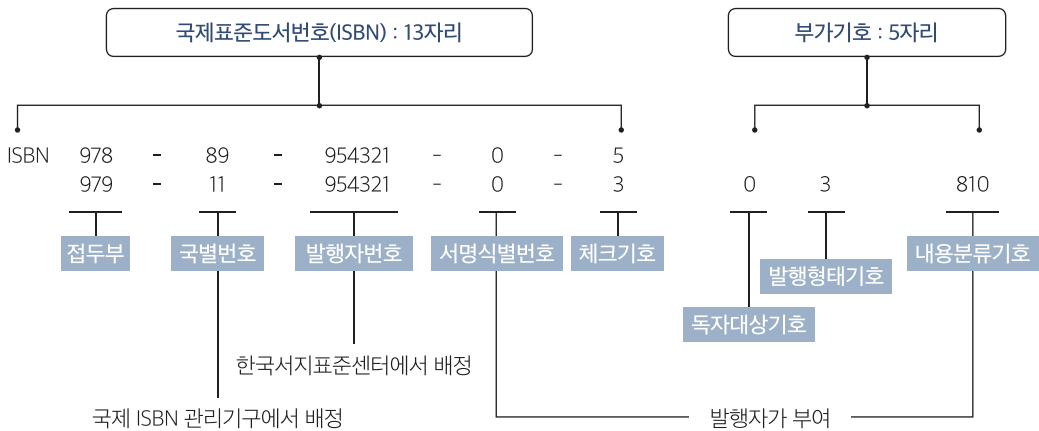 국제표준도서번호(ISBN) : 13자리
부가기호 : 5자리
ISBN 978 - 89 - 954321 - 0 - 5
979 - 11 - 954321 - 0 - 3 0 3 810
접두부 국별번호 발행자번호 서명식별번호 체크기호 내용분류기호
발행형태기호
독자대상기호
한국서지표준센터에서 배정
국제 ISBN 관리기구에서 배정
발행자가 부여